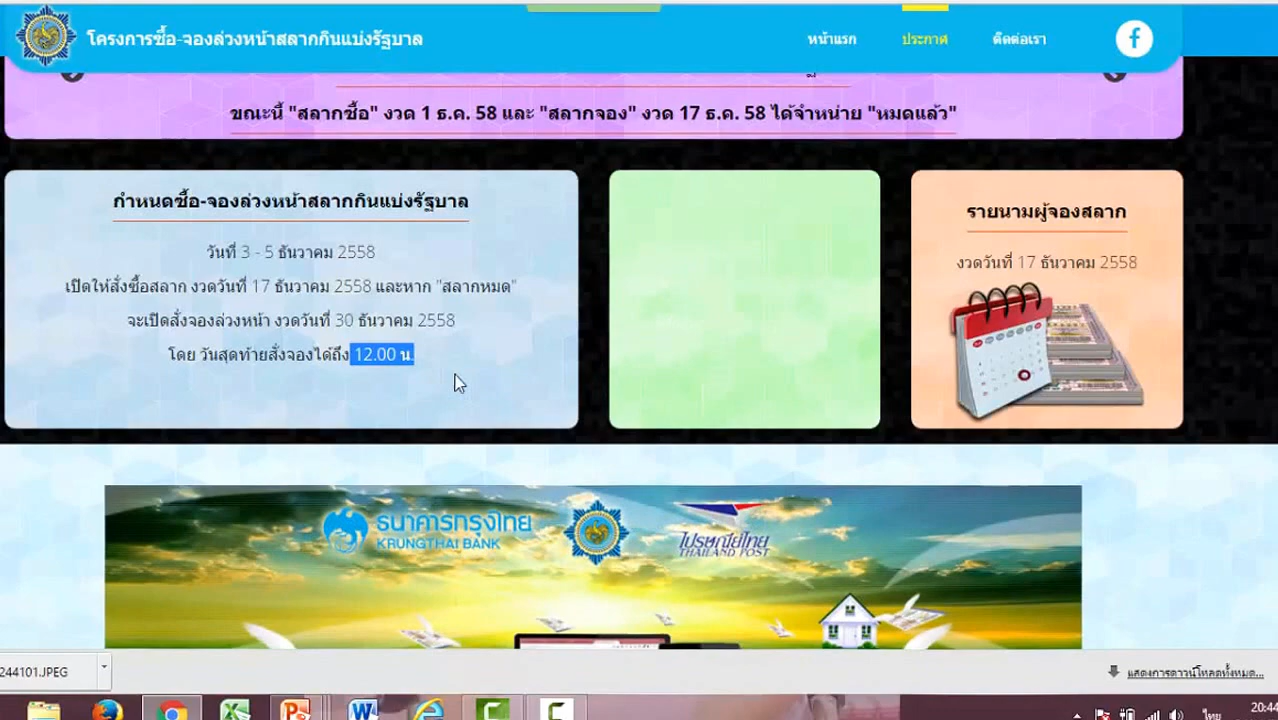 โครงการซื้อ-จองล่วงหน้าสลากกินแบ่งรัฐบาล
หน้าแรก
ประกาศ
ติดต่อเรา
ขณะนี้ "สลากซื้อ" งวด 1 ธ.ค. 58 และ "สลากจอง" งวด 17 ธ.ค. 58 ได้จำหน่าย "หมดแล้ว"
กำหนดซื้อ-จองล่วงหน้าสลากกินแบ่งรัฐบาล
วันที่ 3 - 5 ธันวาคม 2558
เปิดให้สั่งซื้อสลาก งวดวันที่ 17 ธันวาคม 2558 และหาก "สลากหมด"
จะเปิดสั่งจองล่วงหน้า งวดวันที่ 30 ธันวาคม 2558
โดย วันสุดท้ายสั่งจองได้ถึง 12.00 น.
รายนามผู้จองสลาก
งวดวันที่ 17 ธันวาคม 2558
ธนาคารกรุงไทย
KRUNGTHAI BANK
ไปรษณีย์ไทย
THAILAND POST
244101.JPEG
แสดงการดาวน์โหลดทั้งหมด...
ไทย
20:44